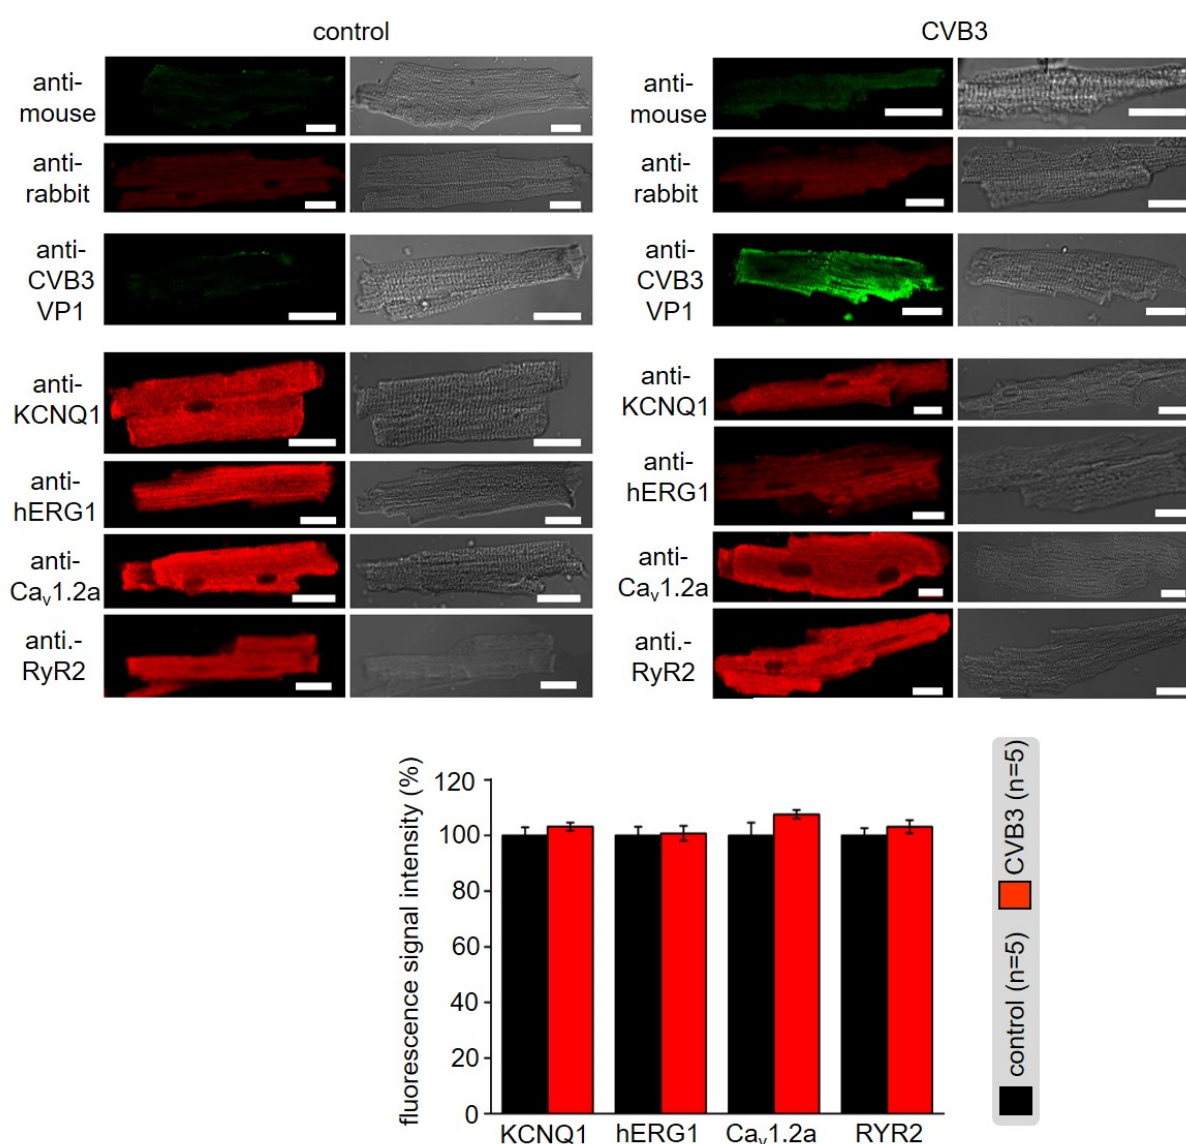 control
CVB3
anti-
mouse
anti-
mouse
anti-
rabbit
anti-
rabbit
anti-
CVB3
VP1
anti-
CVB3
VP1
anti-
KCNQ1
anti-
KCNQ1
anti-
hERG1
anti-
hERG1
anti-
Cav1.2a
anti-
Cav1.2a
anti.-
RyR2
anti.-
RyR2
fluorescence signal intensity (%)
120
100
80
60
40
20
0
KCNQ1 hERG1 Cav1.2a RYR2
control (n=5) CVB3 (n=5)